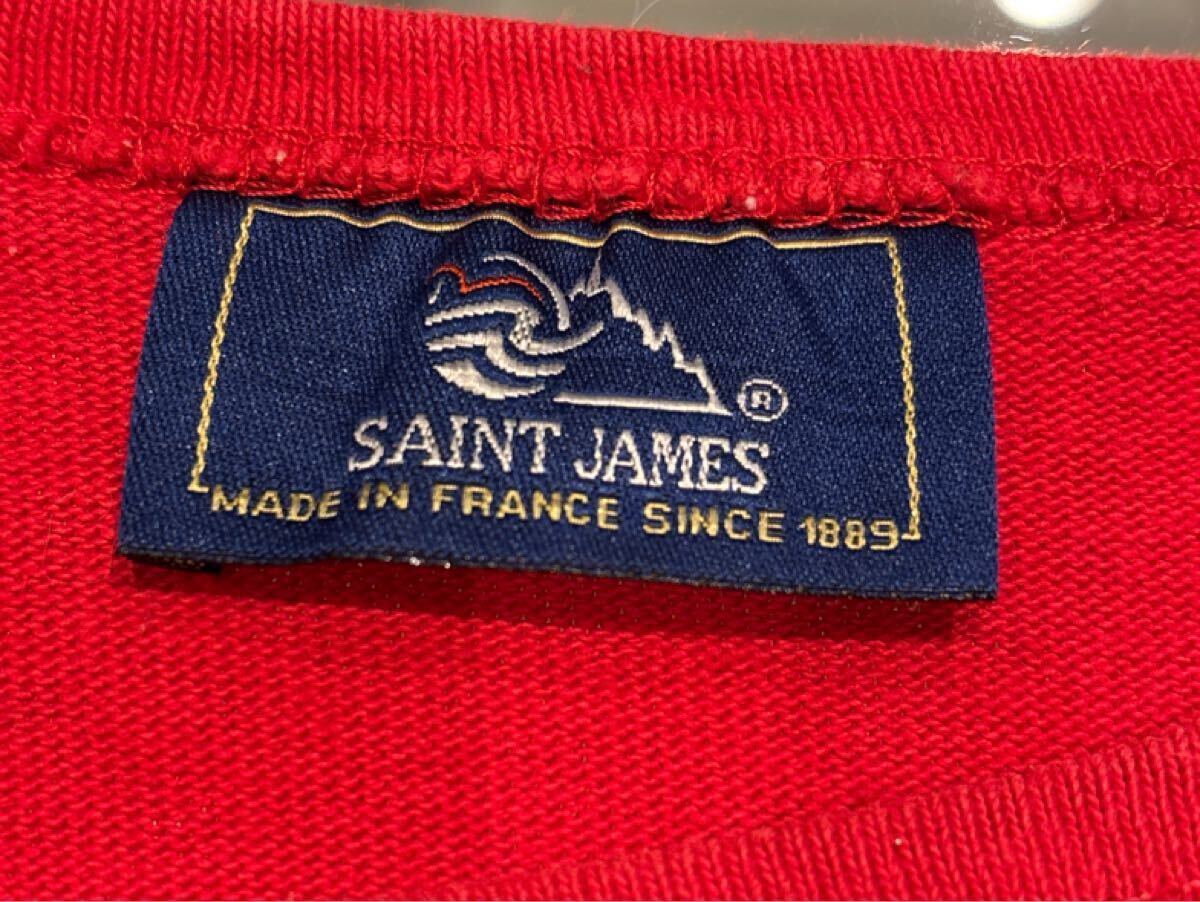 ®
SAINT JAMES
MADE IN FRANCE SINCE 1889